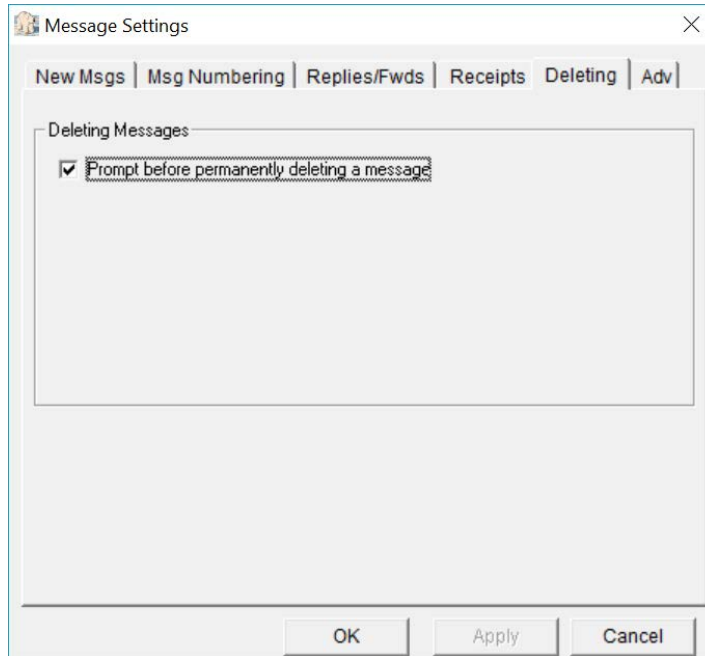 Message Settings
New Msgs Msg Numbering Replies/Fwds Receipts Deleting Adv
Deleting Messages
Prompt before permanently deleting a message
OK Apply Cancel